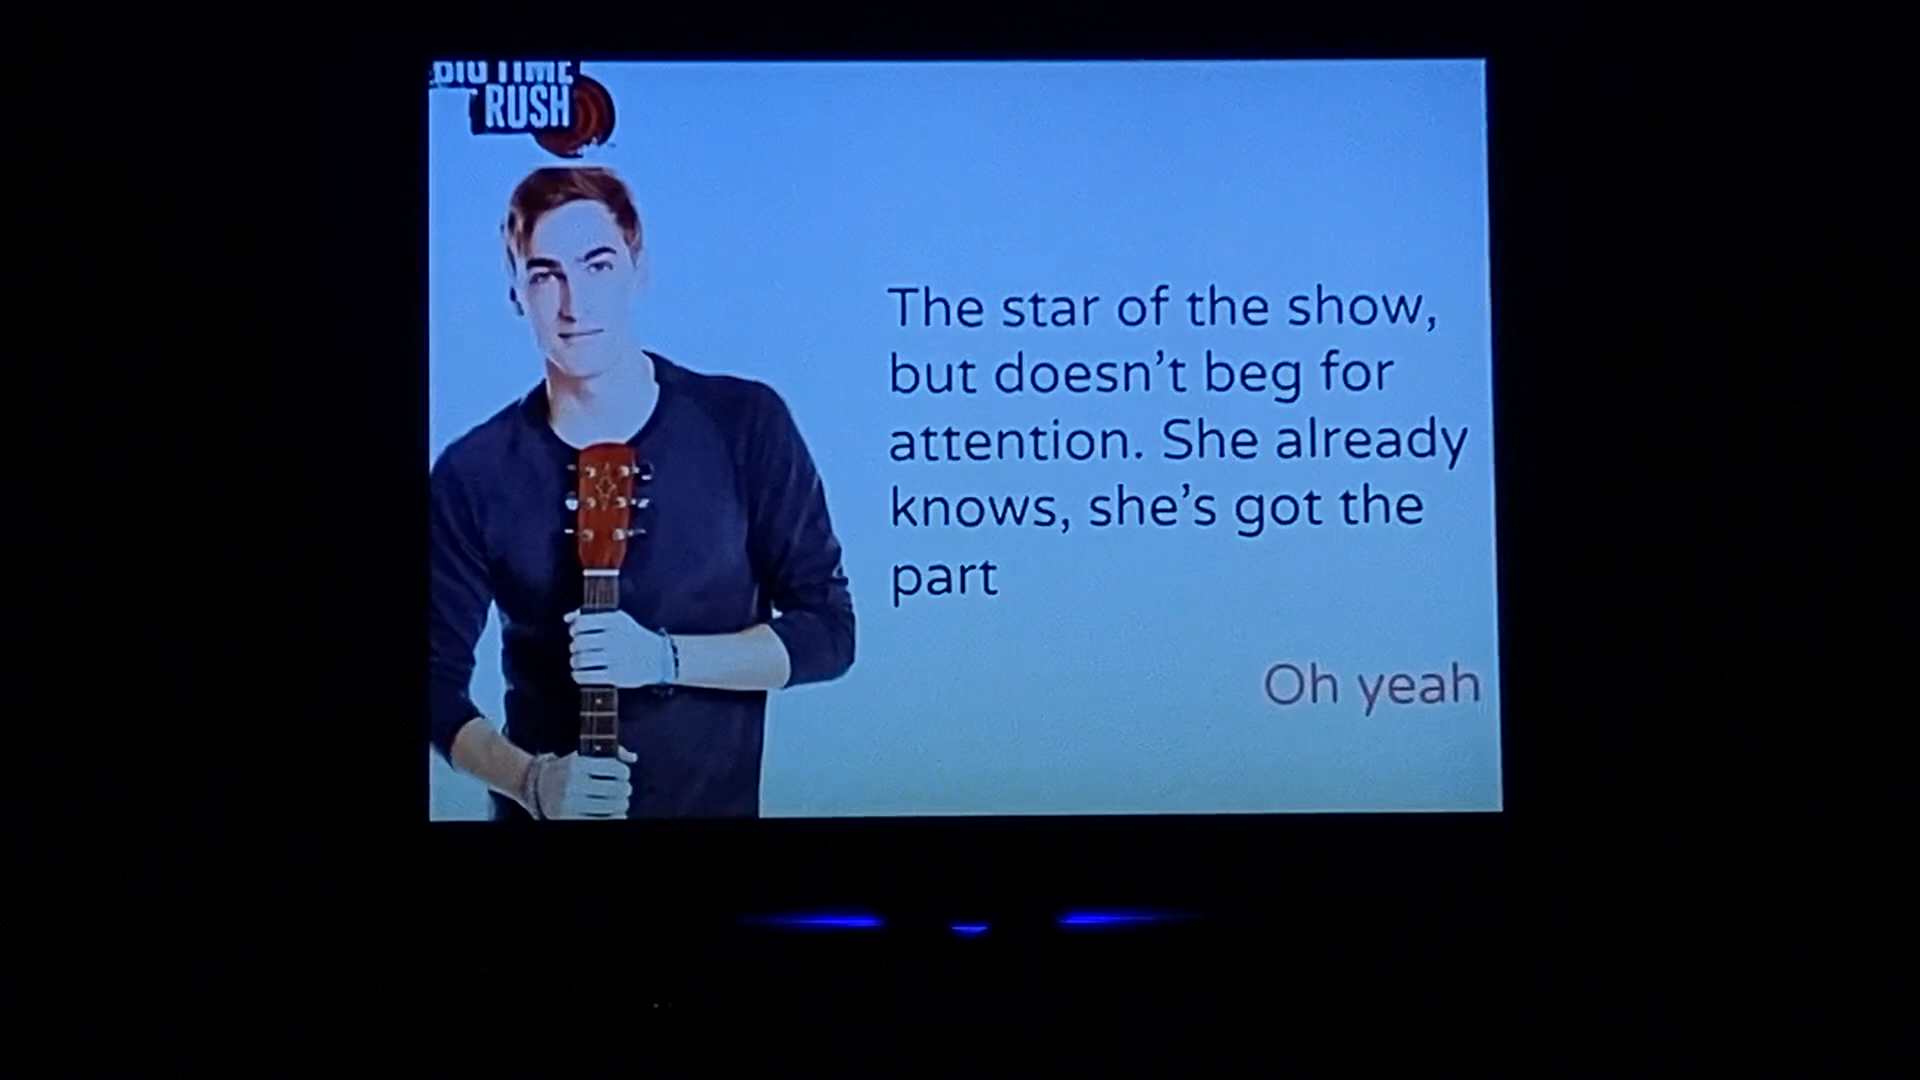 BIG TIME
RUSH
The star of the show,
but doesn't beg for
attention. She already
knows, she's got the
part
Oh yeah